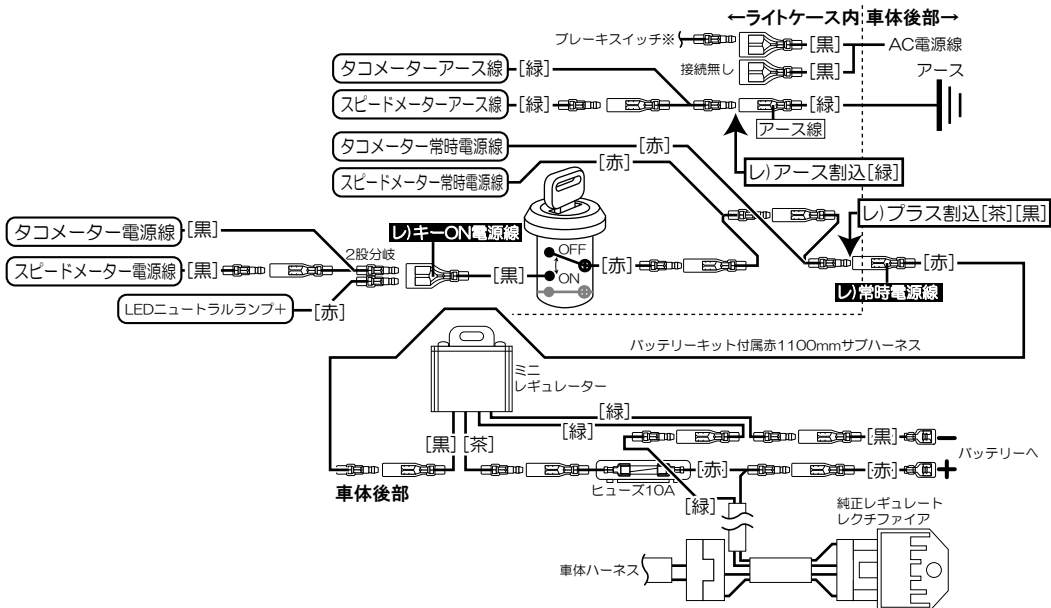 ←ライトケース内 車体後部→
ブレーキスイッチ※
[黒]
AC電源線
接続無し
[黒]
タコメーターアース線
[緑]
アース
スピードメーターアース線
[緑]
[緑]
アース線
タコメーター常時電源線
[赤]
レ)アース割込[緑]
スピードメーター常時電源線
[赤]
レ)プラス割込[茶][黒]
タコメーター電源線
[黒]
2股分岐
レ)キーON電源線
OFF
ON
スピードメーター電源線
[黒]
[黒]
[赤]
[赤]
レ)常時電源線
LEDニュートラルランプ+
[赤]
バッテリーキット付属赤1100mmサブハーネス
ミニ
レギュレーター
[緑]
[緑]
[黒]
[茶]
[黒]
−
バッテリーへ
[赤]
[赤]
+
車体後部
ヒューズ10A
[緑]
純正レギュレート
レクチファイア
車体ハーネス